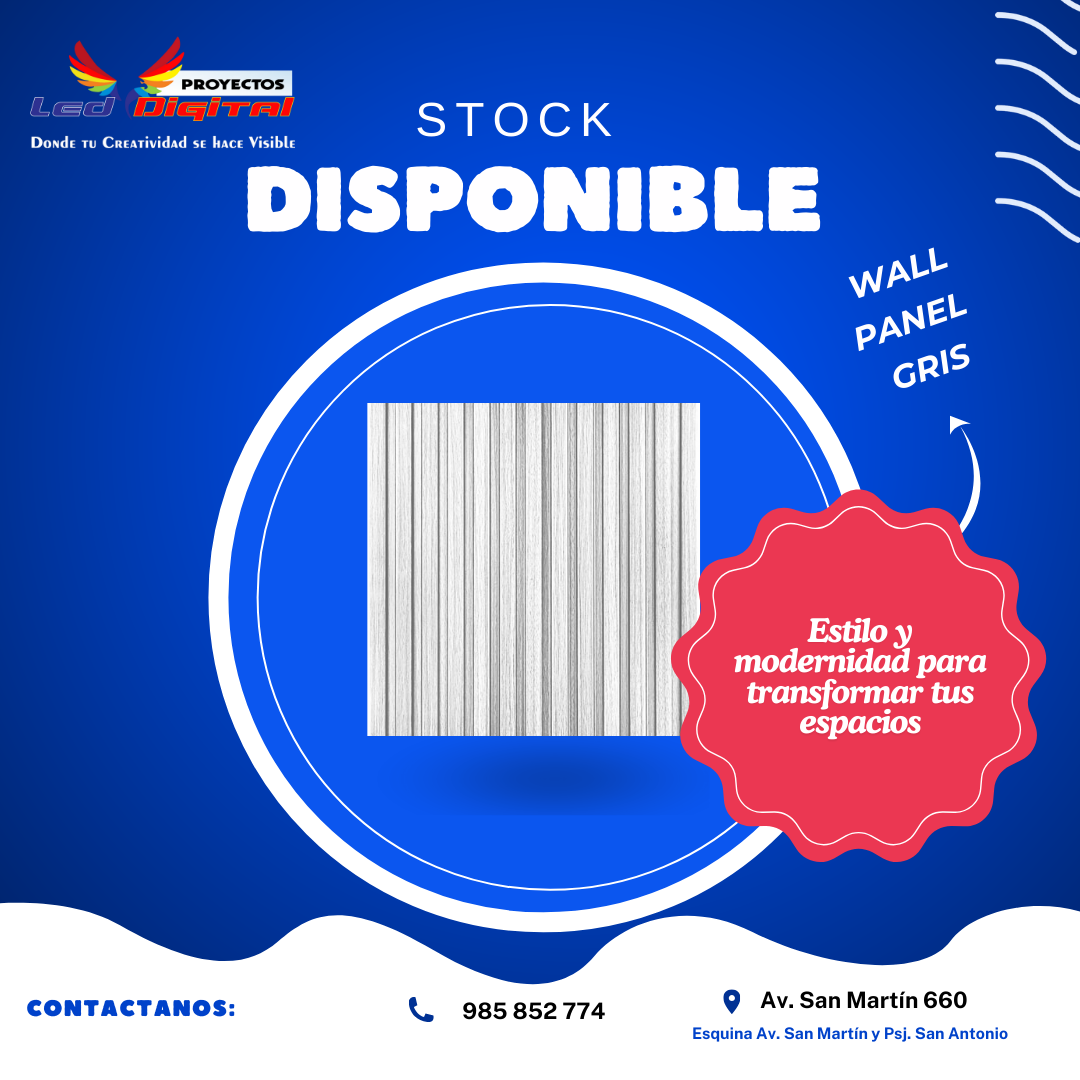 PROYECTOS
Led Digital
Donde tu Creatividad se hace Visible
STOCK
DISPONIBLE
WALL
PANEL
GRIS
Estilo y
modernidad para
transformar tus
espacios
CONTACTANOS:
985 852 774
Av. San Martín 660
Esquina Av. San Martín y Psj. San Antonio